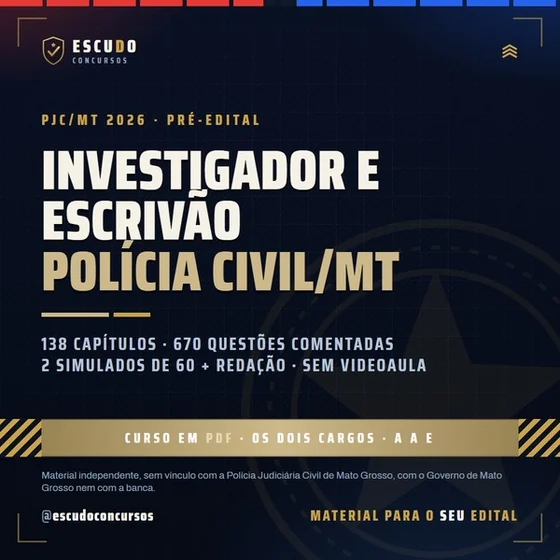 ESCUDO
CONCURSOS
PJC/MT 2026 · PRÉ-EDITAL
INVESTIGADOR E
ESCRIVÃO
POLÍCIA CIVIL/MT
138 CAPÍTULOS · 670 QUESTÕES COMENTADAS
2 SIMULADOS DE 60 + REDAÇÃO · SEM VIDEOAULA
CURSO EM PDF · OS DOIS CARGOS · A A E
Material independente, sem vínculo com a Polícia Judiciária Civil de Mato Grosso, com o Governo de Mato
Grosso nem com a banca.
@escudoconcursos
MATERIAL PARA O SEU EDITAL